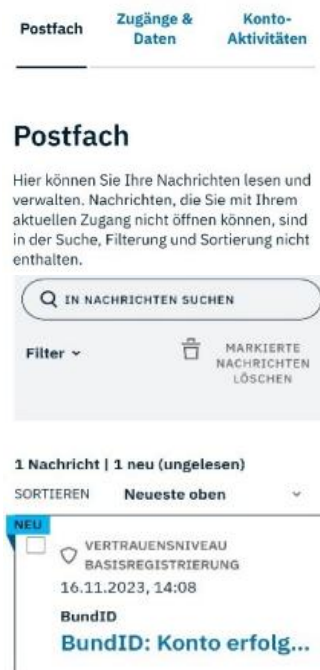 Postfach
Zugänge &
Daten
Konto-
Aktivitäten
Postfach
Hier können Sie Ihre Nachrichten lesen und
verwalten. Nachrichten, die Sie mit Ihrem
aktuellen Zugang nicht öffnen können, sind
in der Suche, Filterung und Sortierung nicht
enthalten.
IN NACHRICHTEN SUCHEN
Filter
MARKIERTE
NACHRICHTEN
LÖSCHEN
1 Nachricht | 1 neu (ungelesen)
SORTIEREN Neueste oben
NEU
VERTRAUENSNIVEAU
BASISREGISTRIERUNG
16.11.2023, 14:08
BundID
BundID: Konto erfolg...